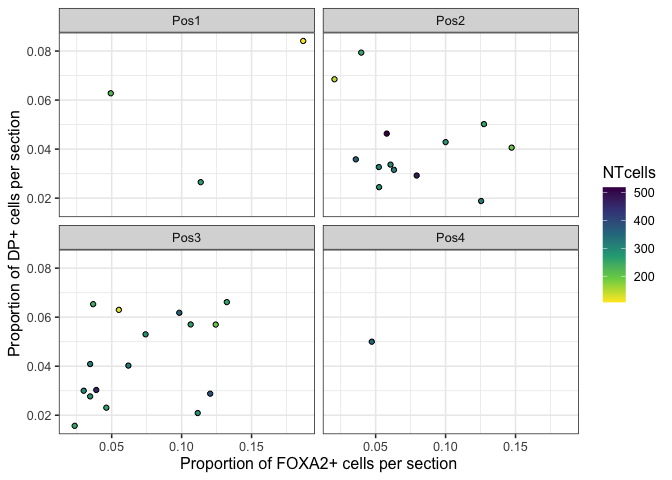 Pos1
Pos2
0.08
0.06
0.04
0.02
Pos3
Pos4
0.08
0.06
0.04
0.02
0.05 0.10 0.15
0.05 0.10 0.15
Proportion of FOXA2+ cells per section
Proportion of DP+ cells per section
NTcells
500
400
300
200